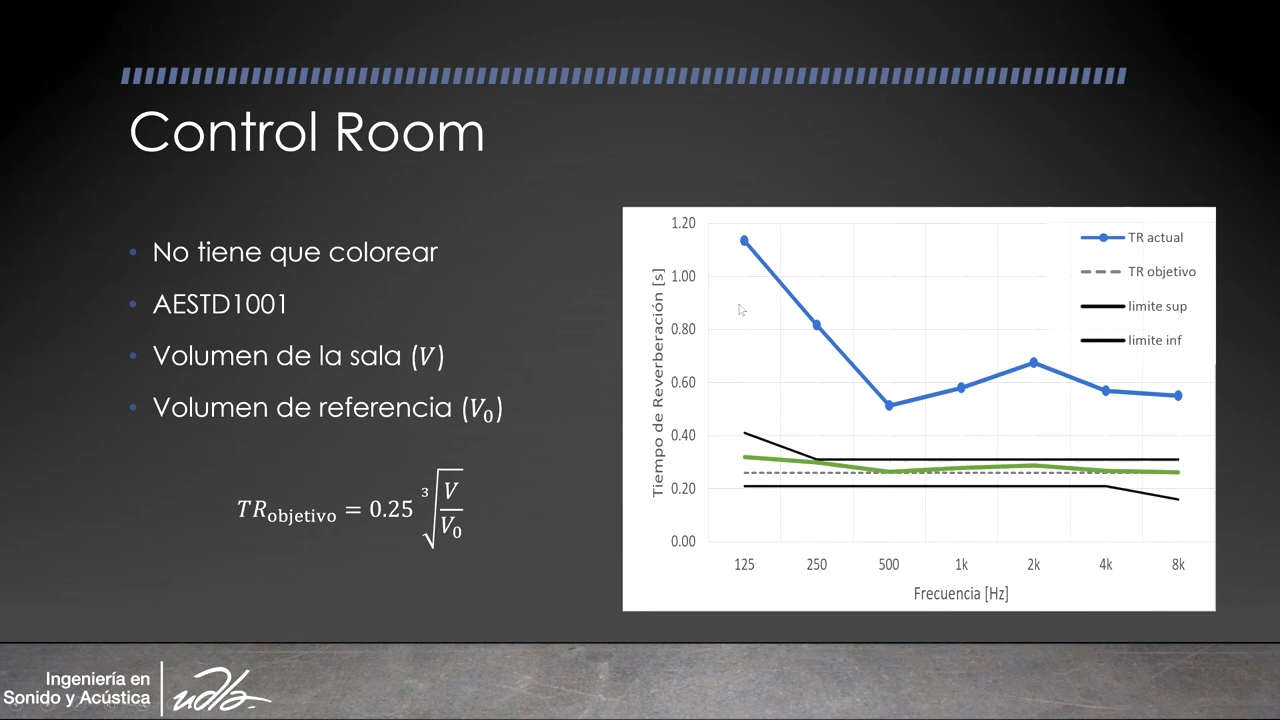 Control Room
No tiene que colorear
AESTD1001
Volumen de la sala (V)
Volumen de referencia (V₀)
TRobjetivo = 0.25 ∛(V/V₀)
1.20
1.00
0.80
0.60
0.40
0.20
0.00
Tiempo de Reverberación [s]
TR actual
TR objetivo
limite sup
limite inf
125 250 500 1k 2k 4k 8k
Frecuencia [Hz]
Ingeniería en
Sonido y Acústica
udla